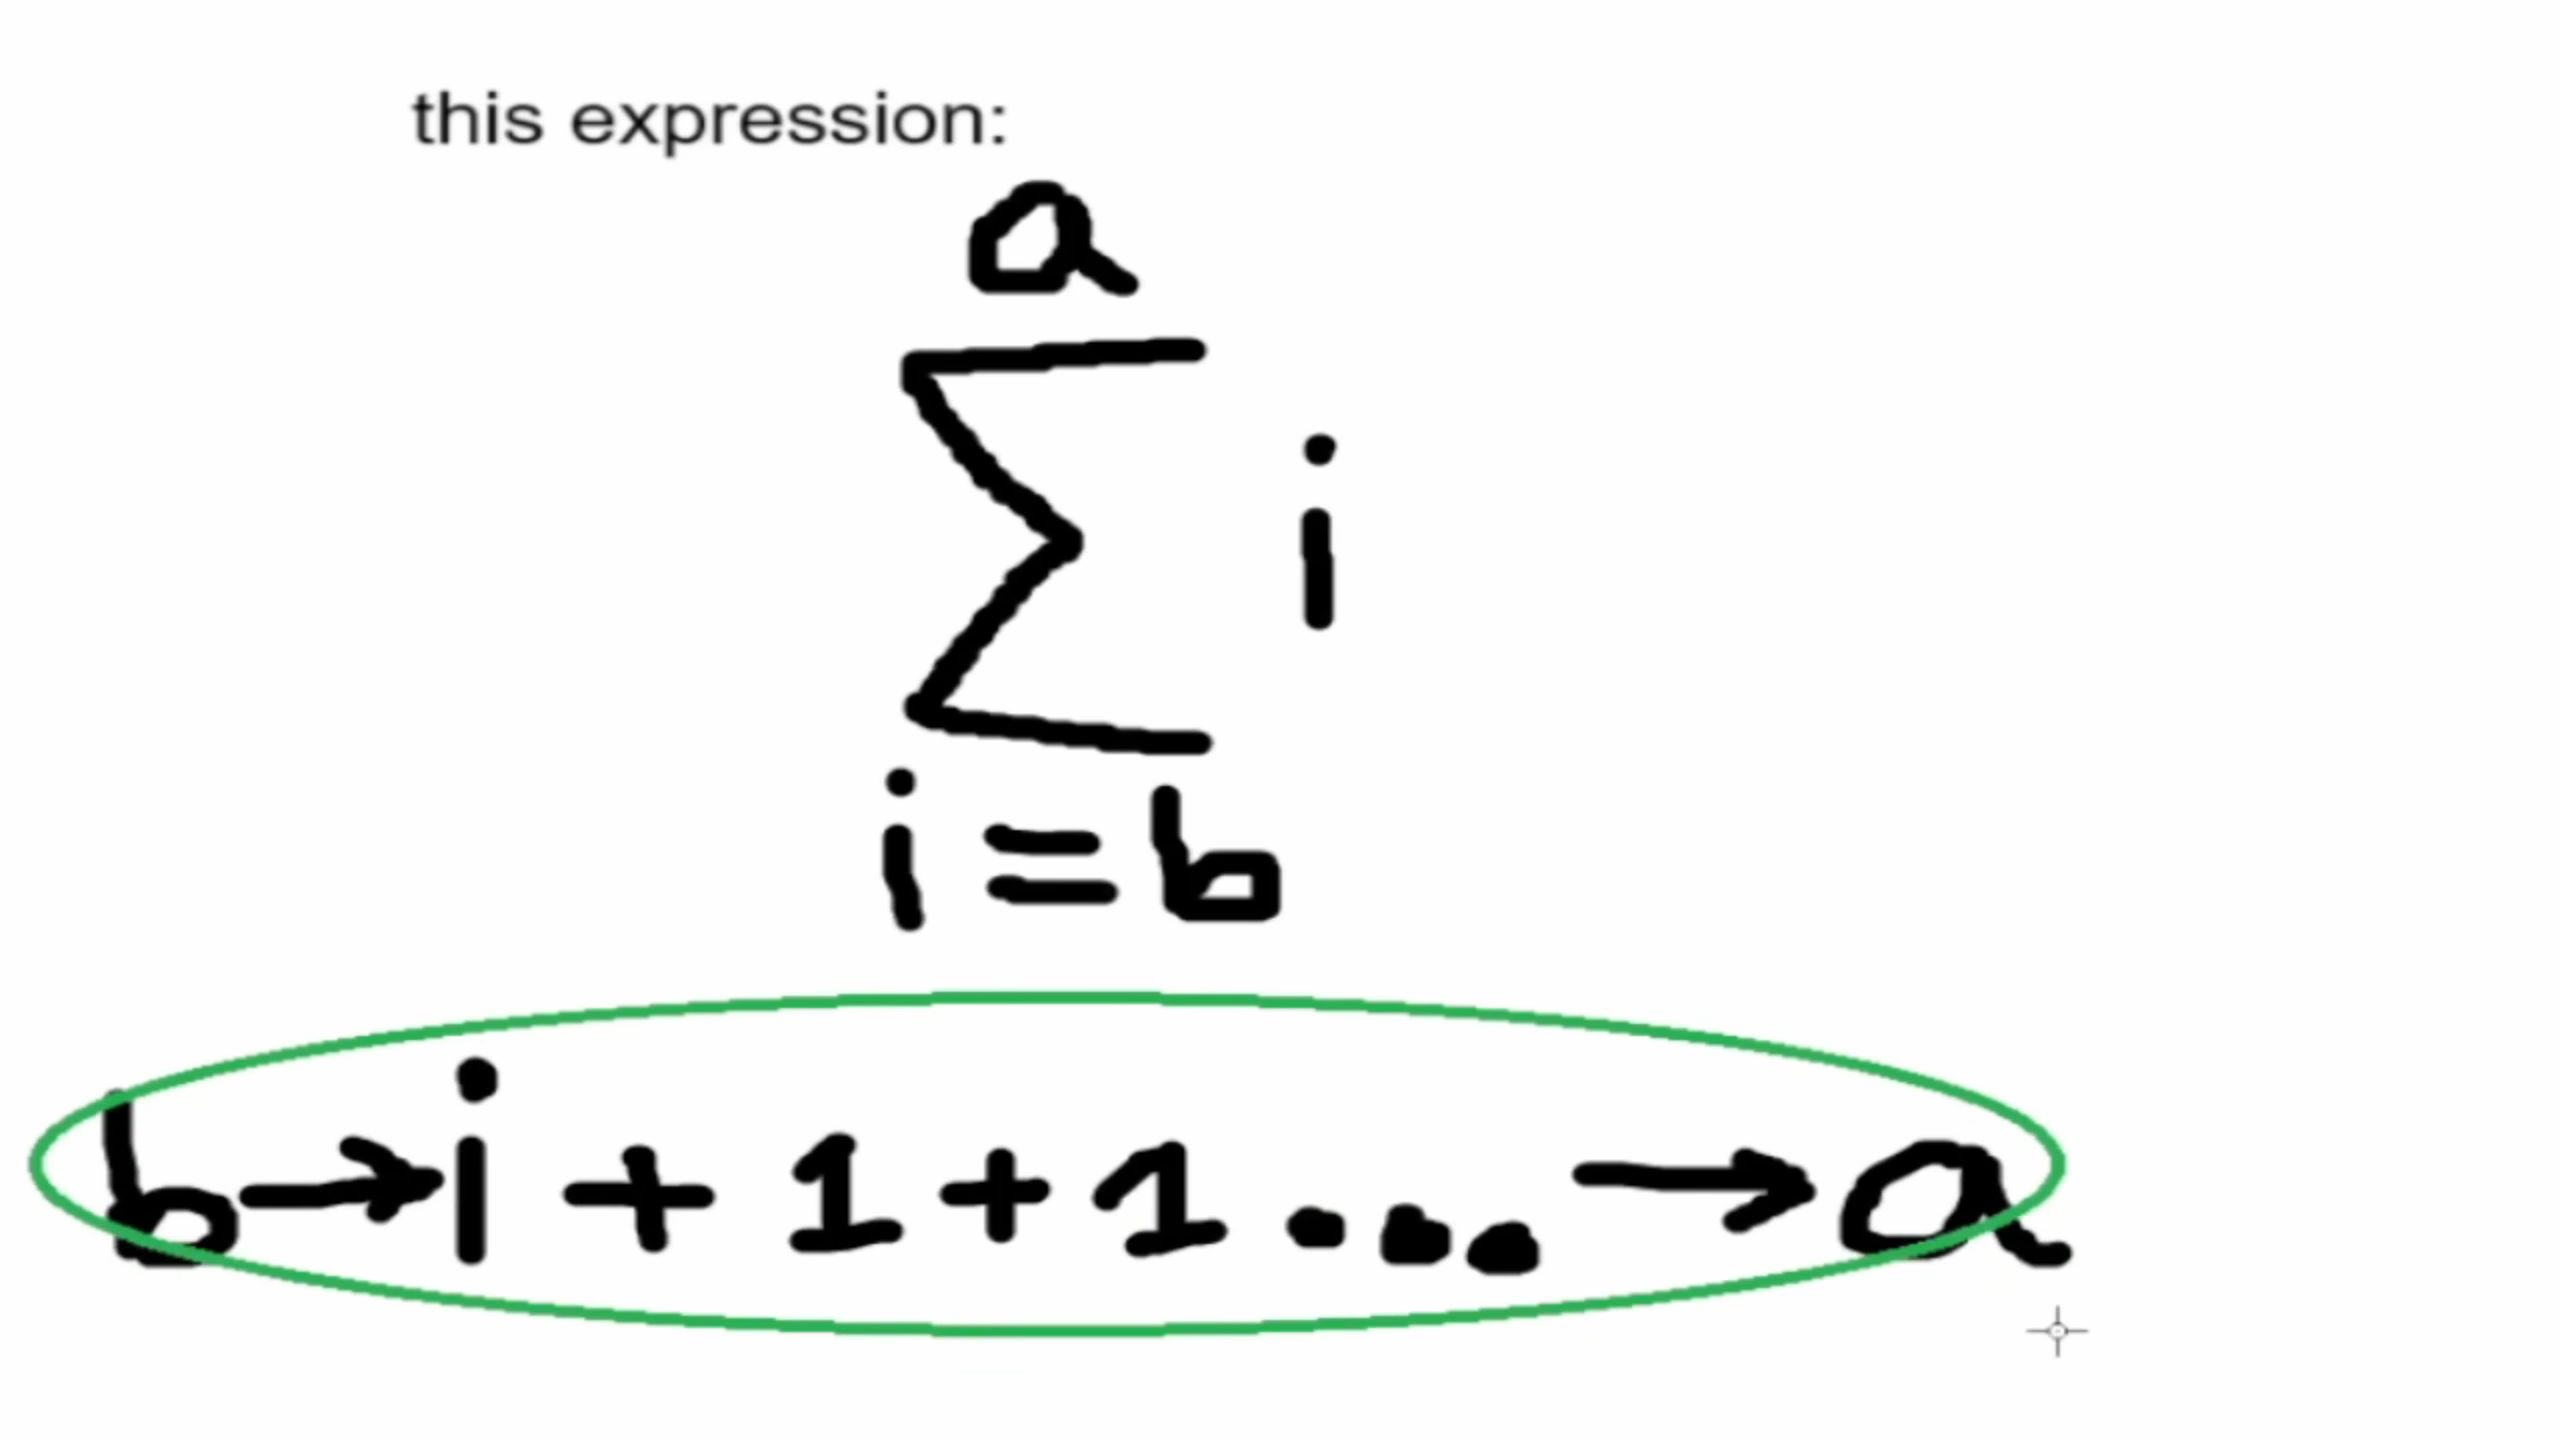 this expression:
a
∑ i
i = b
b→i + 1 + 1 ... →a